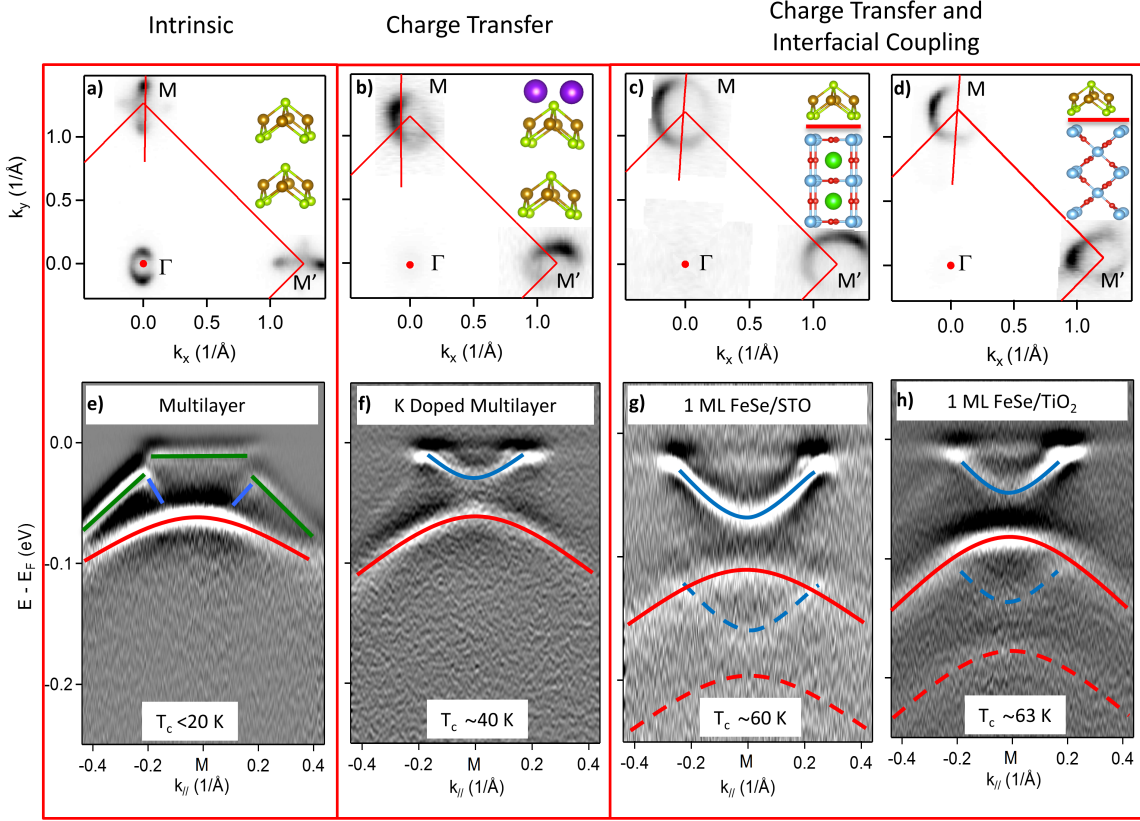 Intrinsic
Charge Transfer
Charge Transfer and
Interfacial Coupling
a)
M
Γ
M'
b)
M
Γ
M'
c)
M
Γ
M'
d)
M
Γ
M'
k_y (1/Å)
1.0
0.5
0.0
0.0 0.5 1.0
0.0 0.5 1.0
0.0 0.5 1.0
0.0 0.5 1.0
k_x (1/Å)
k_x (1/Å)
k_x (1/Å)
k_x (1/Å)
e) Multilayer
f) K Doped Multilayer
g) 1 ML FeSe/STO
h) 1 ML FeSe/TiO₂
E - E_F (eV)
0.0
-0.1
-0.2
T_c <20 K
T_c ~40 K
T_c ~60 K
T_c ~63 K
-0.4 -0.2 M 0.2 0.4
-0.4 -0.2 M 0.2 0.4
-0.4 -0.2 M 0.2 0.4
-0.4 -0.2 M 0.2 0.4
k_// (1/Å)
k_// (1/Å)
k_// (1/Å)
k_// (1/Å)